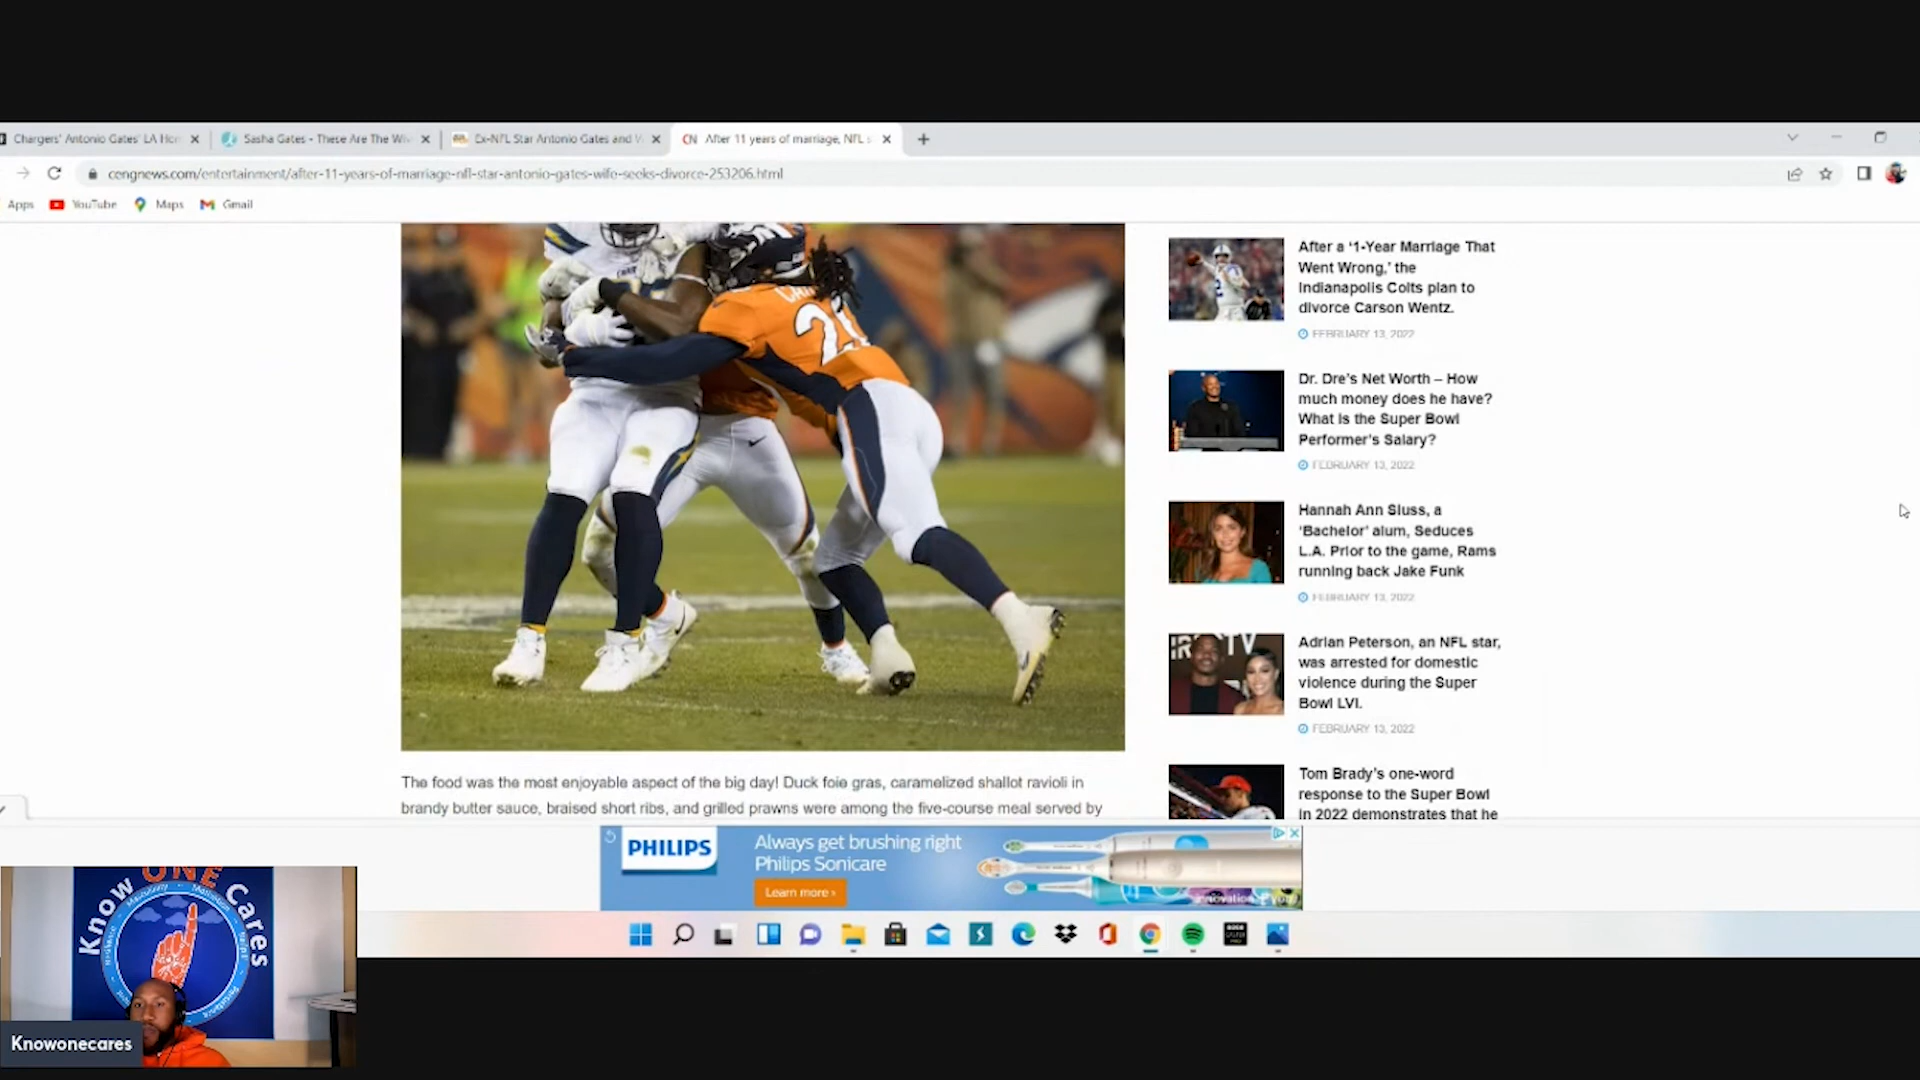 Chargers' Antonio Gates' LA
Sasha Gates - These Are The
Ex-NFL Star Antonio Gates and
CN After 11 years of marriage, NFL
cengnews.com/entertainment/after-11-years-of-marriage-nfl-star-antonio-gates-wife-seeks-divorce-253206.html
Apps
YouTube
Maps
Gmail
21
After a ‘1-Year Marriage That
Went Wrong,’ the
Indianapolis Colts plan to
divorce Carson Wentz.
FEBRUARY 13, 2022
Dr. Dre’s Net Worth – How
much money does he have?
What is the Super Bowl
Performer’s Salary?
FEBRUARY 13, 2022
Hannah Ann Sluss, a
‘Bachelor’ alum, Seduces
L.A. Prior to the game, Rams
running back Jake Funk
FEBRUARY 13, 2022
Adrian Peterson, an NFL star,
was arrested for domestic
violence during the Super
Bowl LVI.
FEBRUARY 13, 2022
Tom Brady’s one-word
response to the Super Bowl
in 2022 demonstrates that he
The food was the most enjoyable aspect of the big day! Duck foie gras, caramelized shallot ravioli in
brandy butter sauce, braised short ribs, and grilled prawns were among the five-course meal served by
PHILIPS
Always get brushing right
Philips Sonicare
Learn more ›
Know ONE Cares
Knowonecares